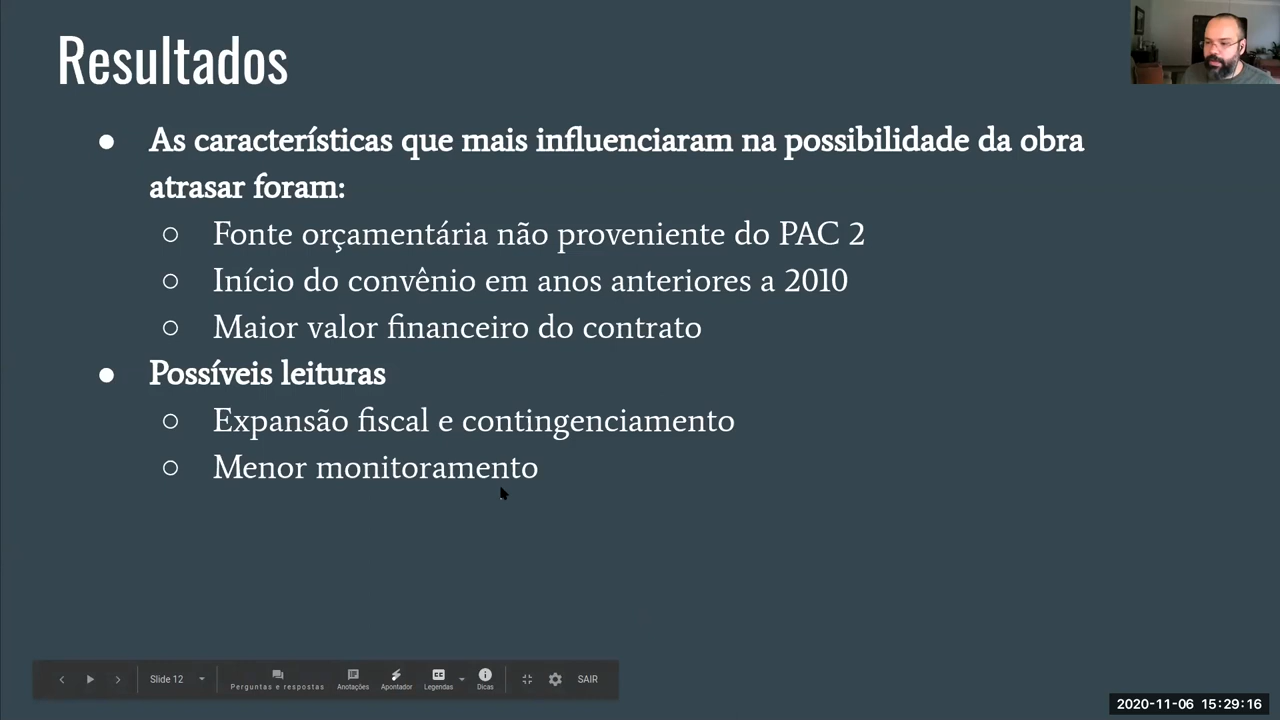 Resultados
● As características que mais influenciaram na possibilidade da obra
atrasar foram:
○ Fonte orçamentária não proveniente do PAC 2
○ Início do convênio em anos anteriores a 2010
○ Maior valor financeiro do contrato
● Possíveis leituras
○ Expansão fiscal e contingenciamento
○ Menor monitoramento
Slide 12
Perguntas e respostas
Anotações
Apontador
CC
Legendas
Dicas
SAIR
2020-11-06 15:29:16